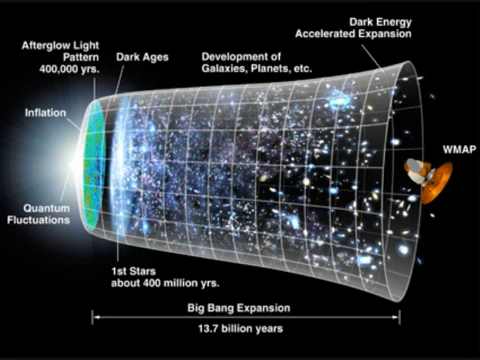 Dark Energy
Accelerated Expansion
Afterglow Light
Pattern
400,000 yrs.
Dark Ages
Development of
Galaxies, Planets, etc.
Inflation
WMAP
Quantum
Fluctuations
1st Stars
about 400 million yrs.
Big Bang Expansion
13.7 billion years